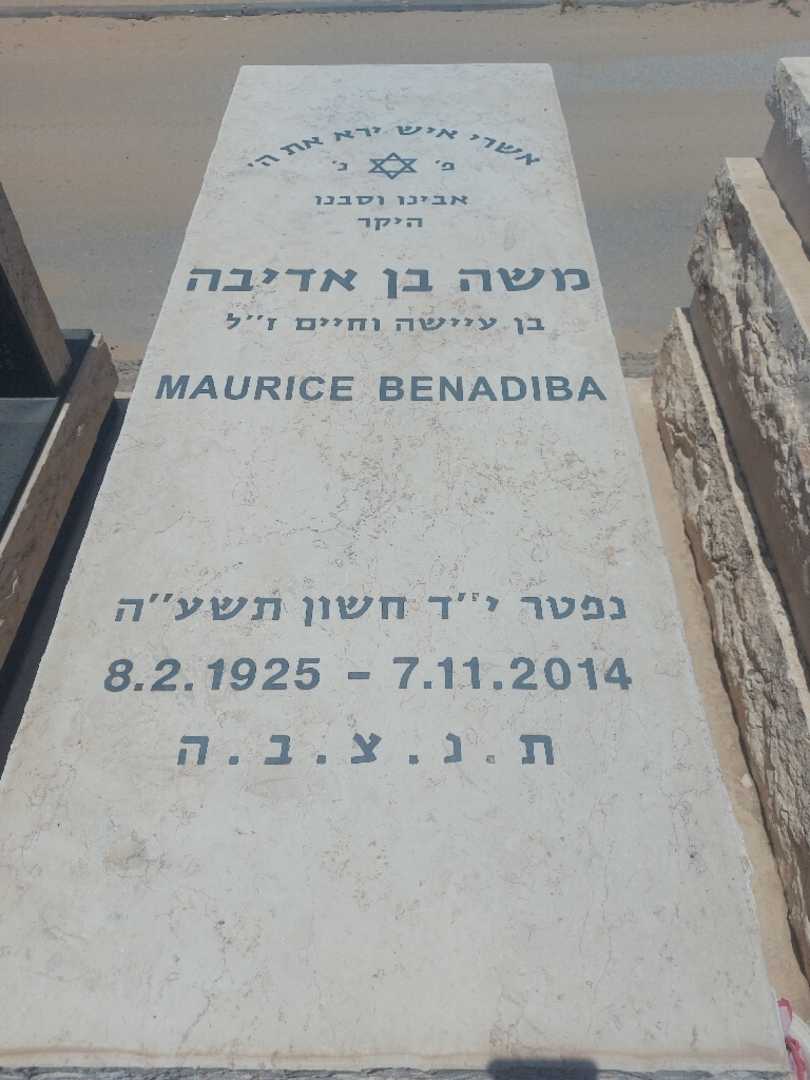 אשרי איש ירא את ה'
פ' נ'
אבינו וסבנו
היקר
משה בן אדיבה
בן עיישה וחיים ז"ל
MAURICE BENADIBA
נפטר י"ד חשון תשע"ה
8.2.1925 - 7.11.2014
ת.נ.צ.ב.ה